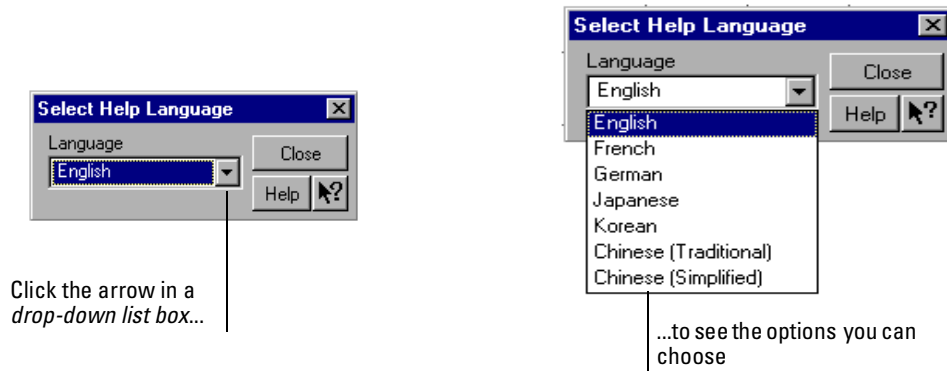 Select Help Language
Language
English
Close
Help
?
Click the arrow in a
drop-down list box...
Select Help Language
Language
English
Close
Help
?
English
French
German
Japanese
Korean
Chinese (Traditional)
Chinese (Simplified)
...to see the options you can
choose